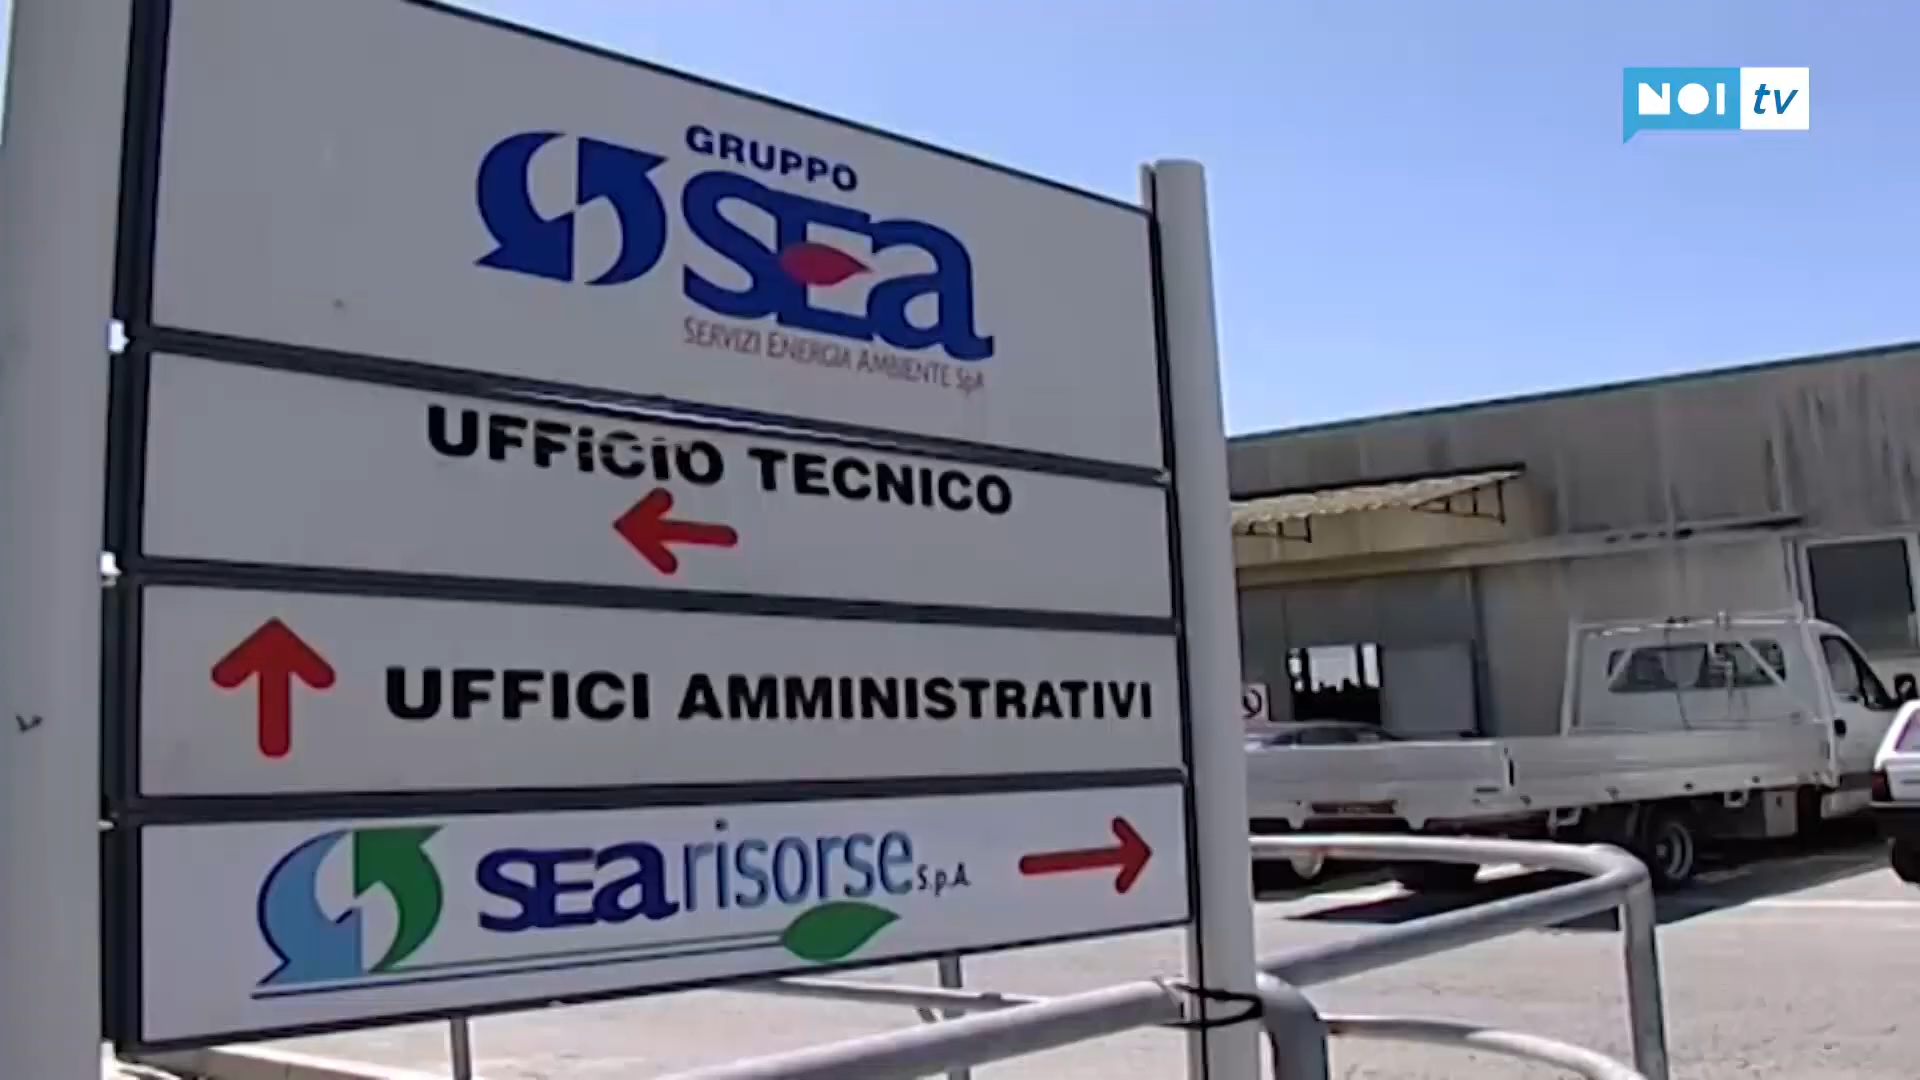 NOI tv
GRUPPO
SEa
SERVIZI ENERGIA AMBIENTE SpA
UFFICIO TECNICO
UFFICI AMMINISTRATIVI
SEarisorse S.p.A